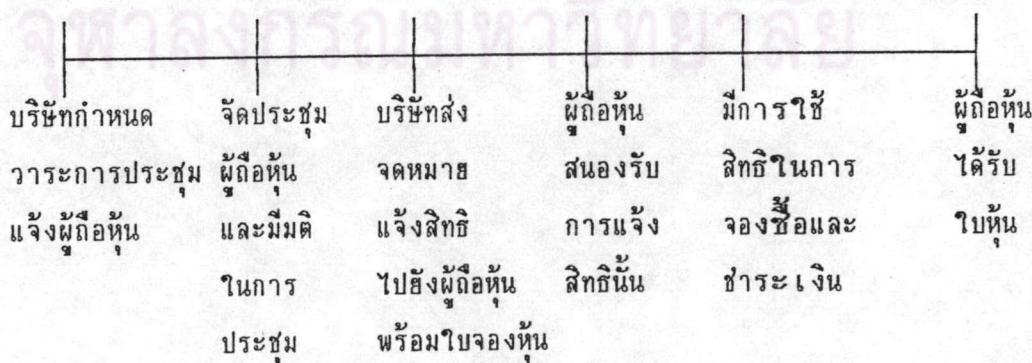 จุฬาลงกรณ์มหาวิทยาลัย
บริษัทกำหนด จัดประชุม บริษัทส่ง ผู้ถือหุ้น มีการใช้ ผู้ถือหุ้น
วาระการประชุม ผู้ถือหุ้น จดหมาย สนองรับ สิทธิในการ ได้รับ
แจ้งผู้ถือหุ้น และมีมติ แจ้งสิทธิ การแจ้ง จองซื้อและ ใบหุ้น
ในการ ไปยังผู้ถือหุ้น สิทธินั้น ชำระเงิน
ประชุม พร้อมใบจองหุ้น